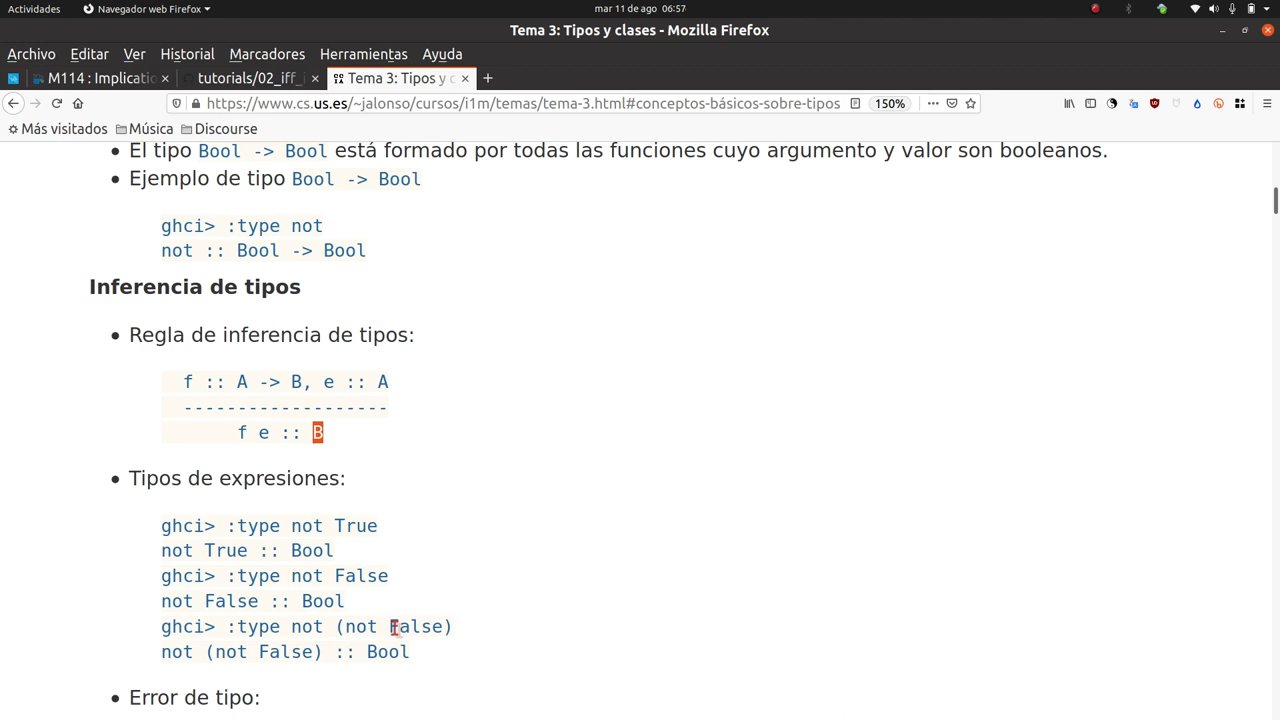 Actividades Navegador web Firefox mar 11 de ago 06:57
Tema 3: Tipos y clases - Mozilla Firefox
Archivo Editar Ver Historial Marcadores Herramientas Ayuda
M114 : Implicatio tutorials/02_iff_i Tema 3: Tipos y c
https://www.cs.us.es/~jalonso/cursos/i1m/temas/tema-3.html#conceptos-básicos-sobre-tipos 150%
Más visitados Música Discourse
• El tipo Bool -> Bool está formado por todas las funciones cuyo argumento y valor son booleanos.
• Ejemplo de tipo Bool -> Bool
ghci> :type not
not :: Bool -> Bool
Inferencia de tipos
• Regla de inferencia de tipos:
f :: A -> B, e :: A
-------------------
f e :: B
• Tipos de expresiones:
ghci> :type not True
not True :: Bool
ghci> :type not False
not False :: Bool
ghci> :type not (not False)
not (not False) :: Bool
• Error de tipo: